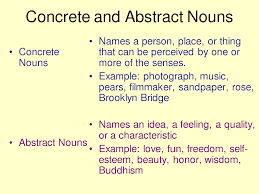 Concrete and Abstract Nouns
• Concrete
Nouns
• Names a person, place, or thing
that can be perceived by one or
more of the senses.
• Example: photograph, music,
pears, filmmaker, sandpaper, rose,
Brooklyn Bridge
• Abstract Nouns
• Names an idea, a feeling, a quality,
or a characteristic
• Example: love, fun, freedom, self-
esteem, beauty, honor, wisdom,
Buddhism